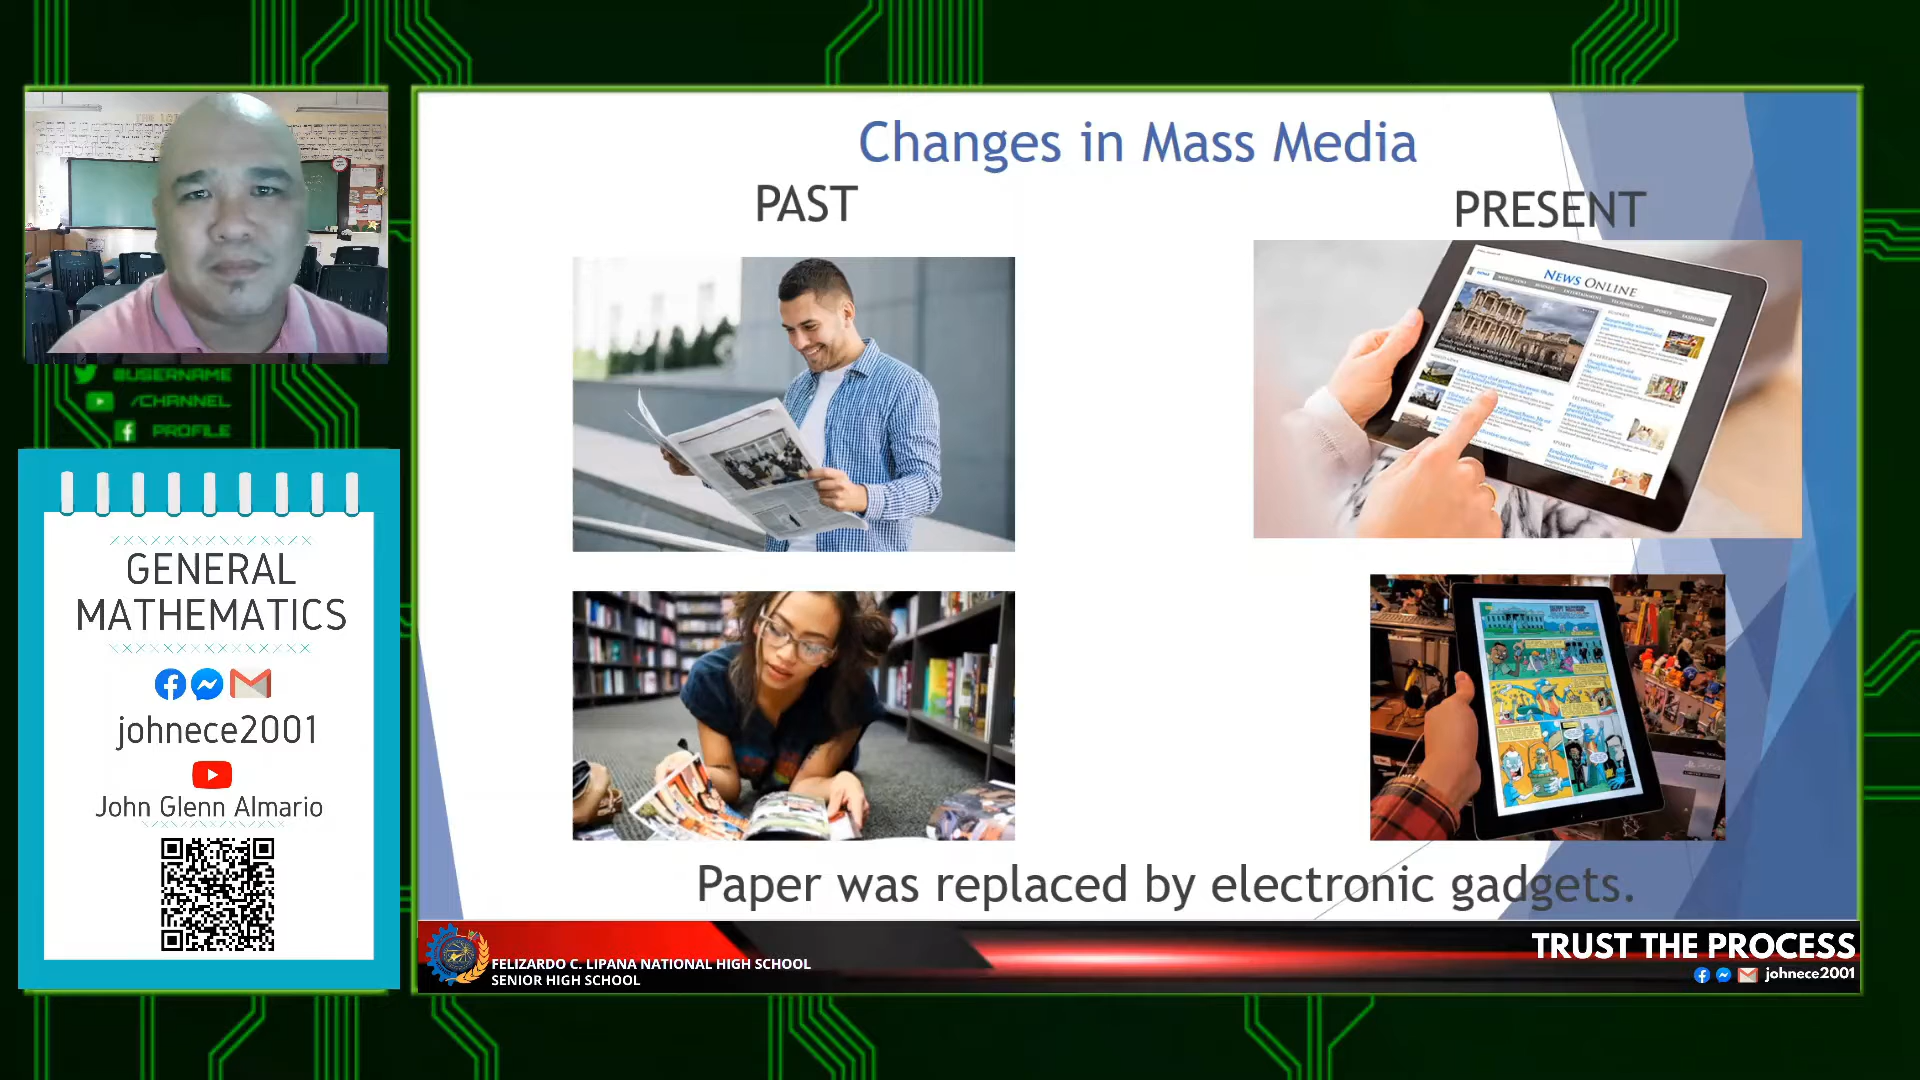 @USERNAME
/CHANNEL
PROFILE
GENERAL
MATHEMATICS
johnece2001
John Glenn Almario
Changes in Mass Media
PAST
PRESENT
NEWS ONLINE
Paper was replaced by electronic gadgets.
FELIZARDO C. LIPANA NATIONAL HIGH SCHOOL
SENIOR HIGH SCHOOL
TRUST THE PROCESS
johnece2001